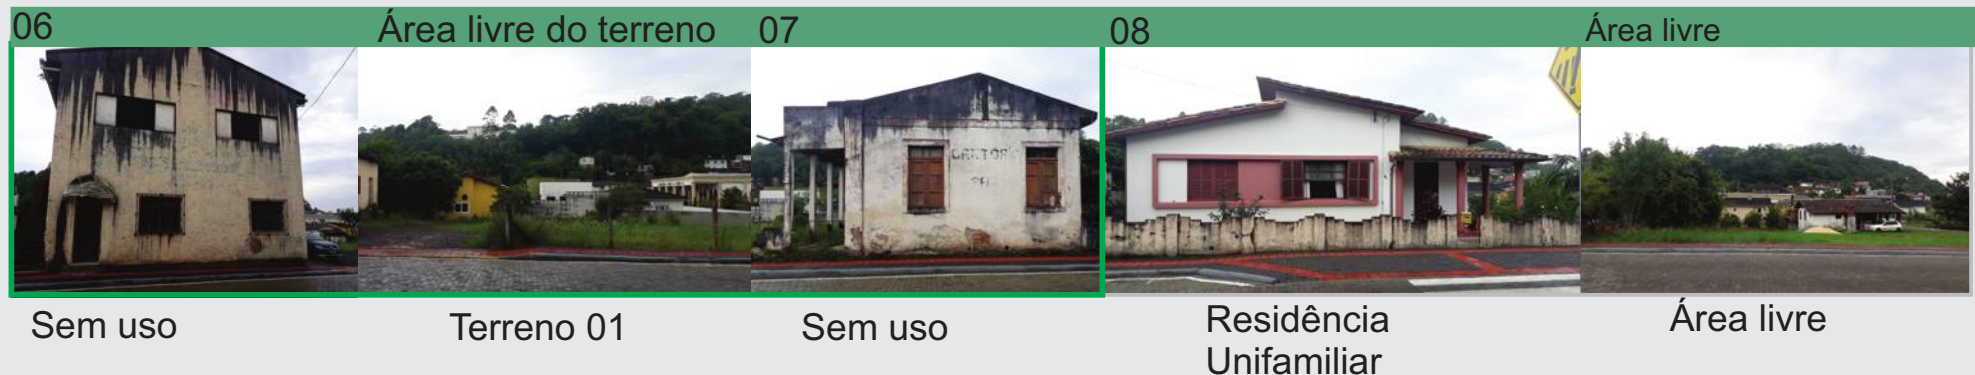 06
Área livre do terreno
07
08
Área livre
Sem uso
Terreno 01
Sem uso
Residência
Unifamiliar
Área livre